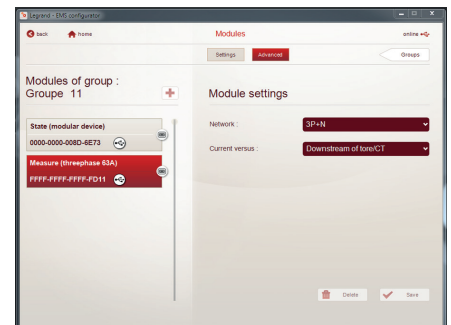 Legrand - EMS configurator
back
home
Modules
online
Settings
Advanced
Groups
Modules of group :
Groupe 11
Module settings
State (modular device)
0000-0000-008D-6E73
Measure (threephase 63A)
FFFF-FFFF-FFFF-FD11
Network :
3P+N
Current versus :
Downstream of tore/CT
Delete
Save